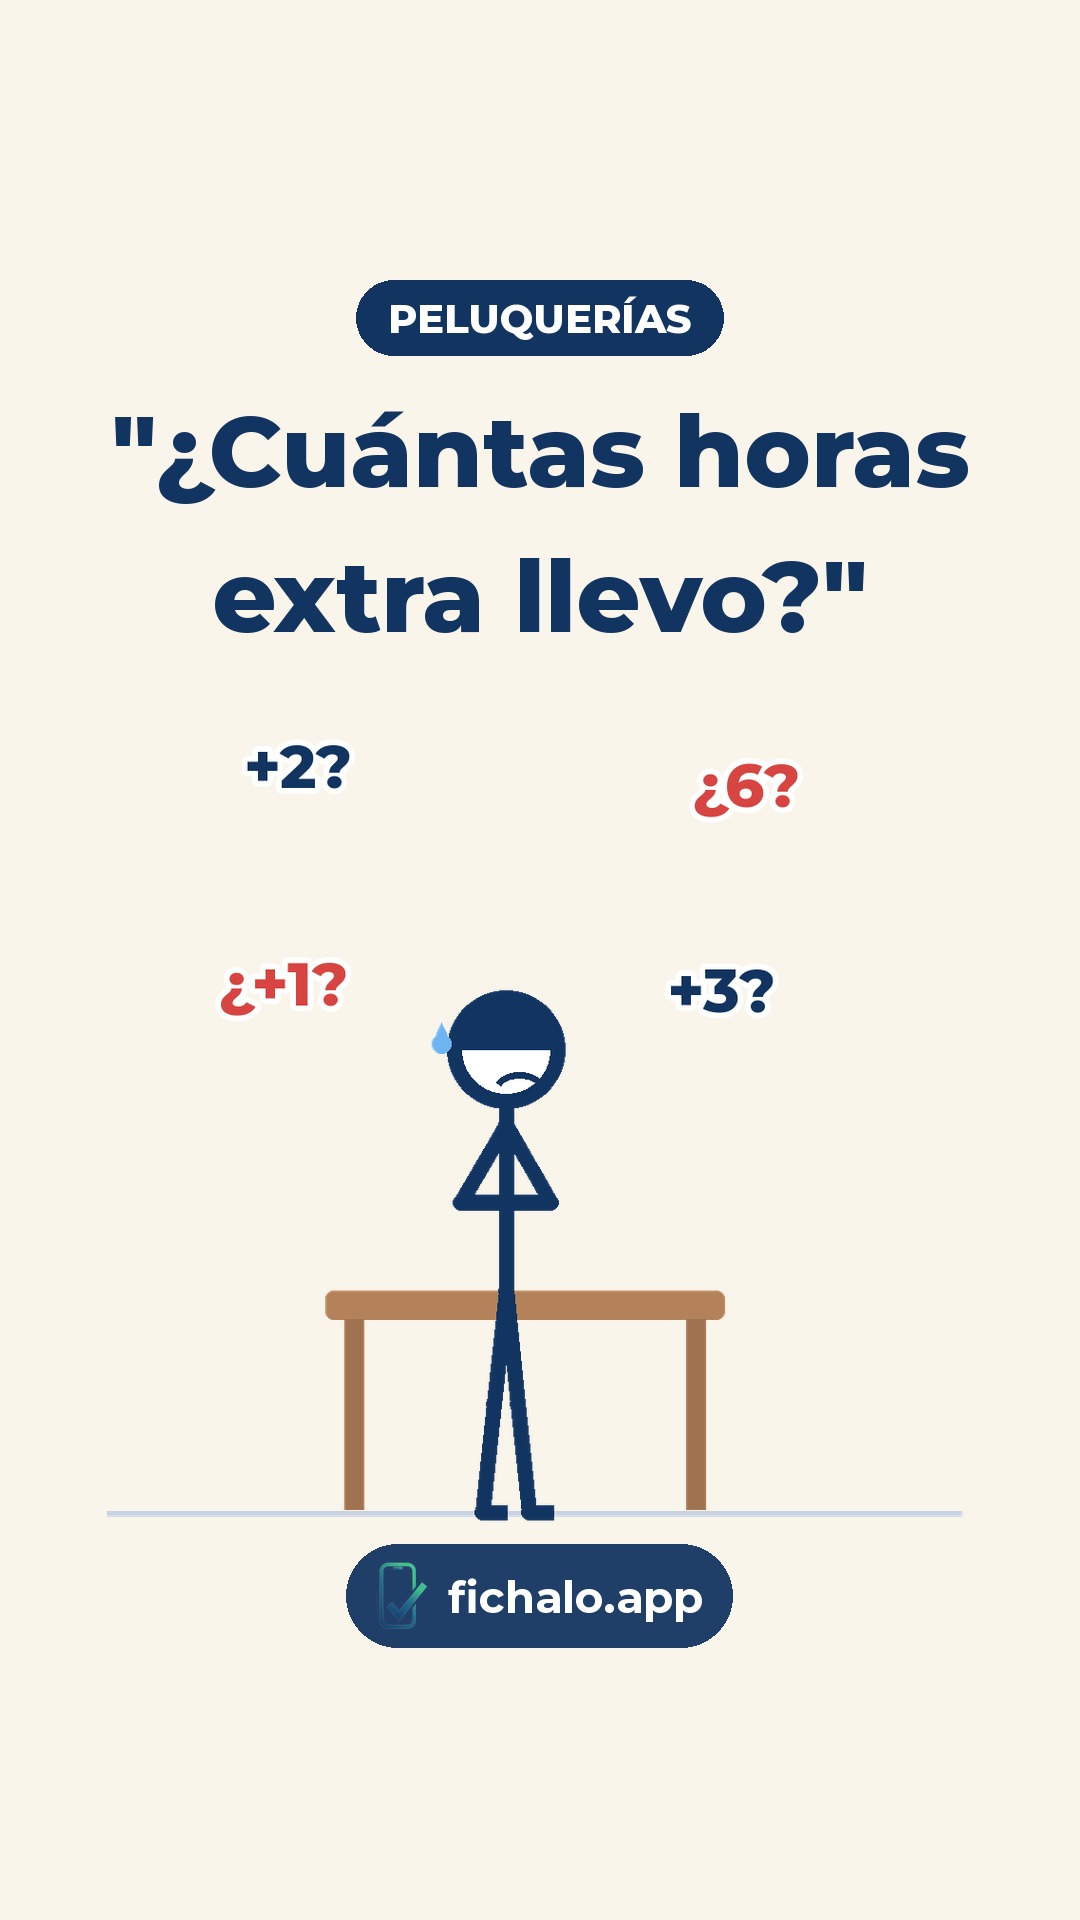 PELUQUERÍAS
"¿Cuántas horas
extra llevo?"
+2?
¿6?
¿+1?
+3?
fichalo.app